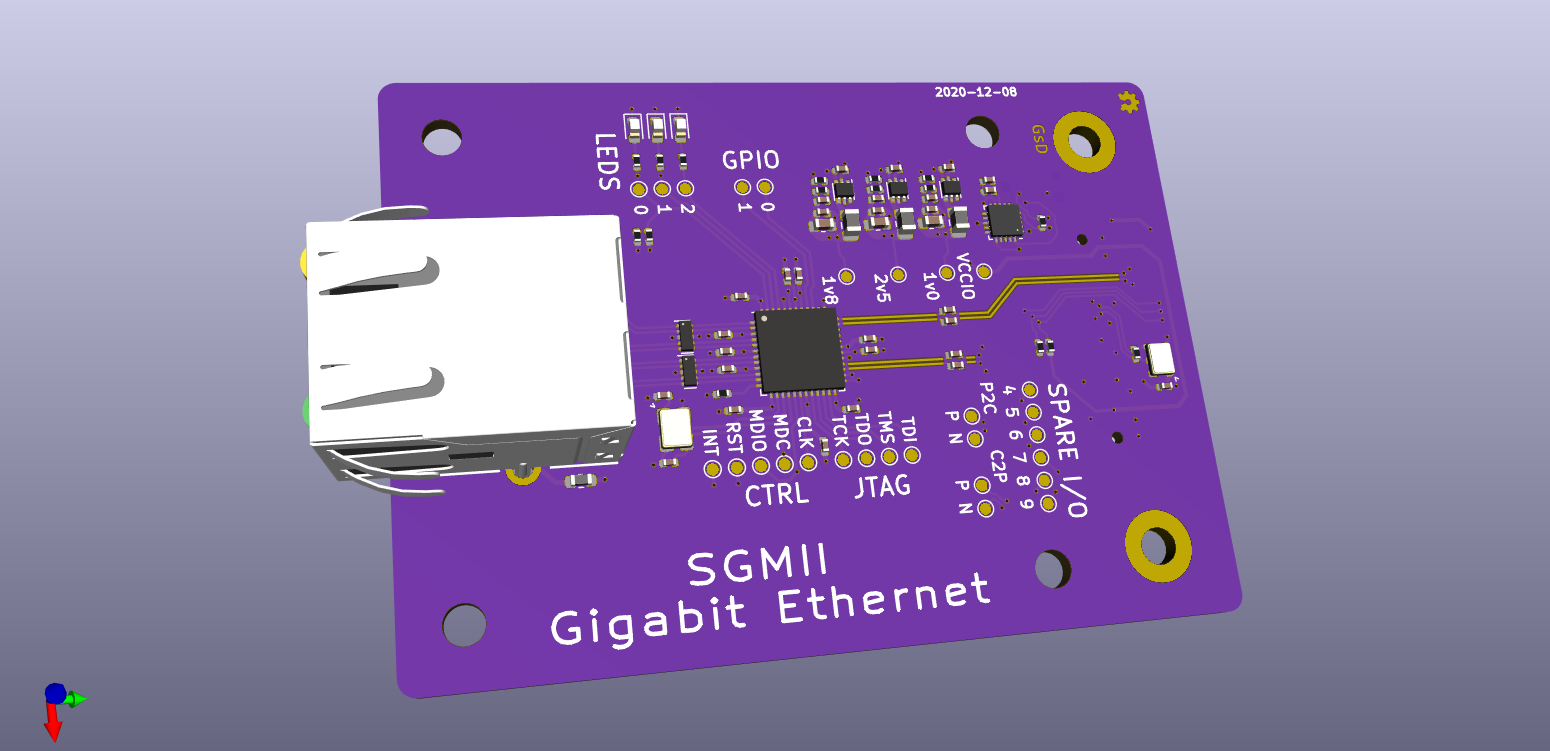 2020-12-08
GsD
LEDS
0
1
2
GPIO
1
0
1v8
2v5
1v0
VCCIO
INT
RST
MDIO
MDC
CLK
CTRL
TCK
TDO
TMS
TDI
JTAG
P2C
P
N
C2P
P
N
4
5
6
7
8
9
SPARE I/O
SGMII
Gigabit Ethernet